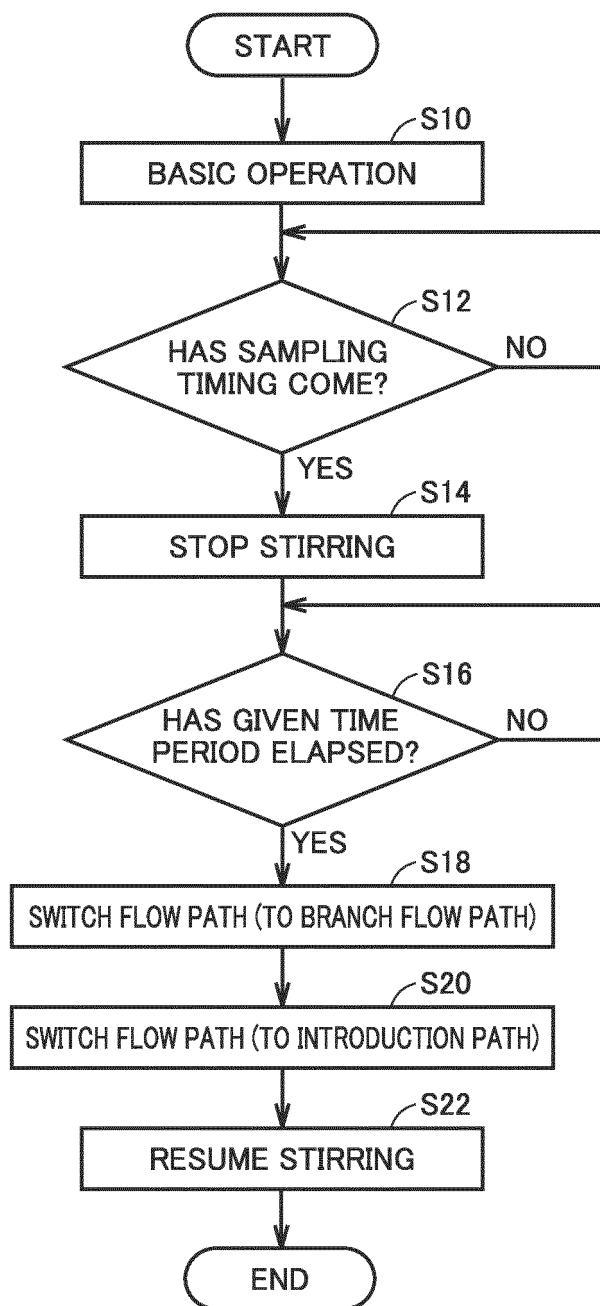 START
S10
BASIC OPERATION
S12
HAS SAMPLING
TIMING COME?
NO
YES
S14
STOP STIRRING
S16
HAS GIVEN TIME
PERIOD ELAPSED?
NO
YES
S18
SWITCH FLOW PATH (TO BRANCH FLOW PATH)
S20
SWITCH FLOW PATH (TO INTRODUCTION PATH)
S22
RESUME STIRRING
END